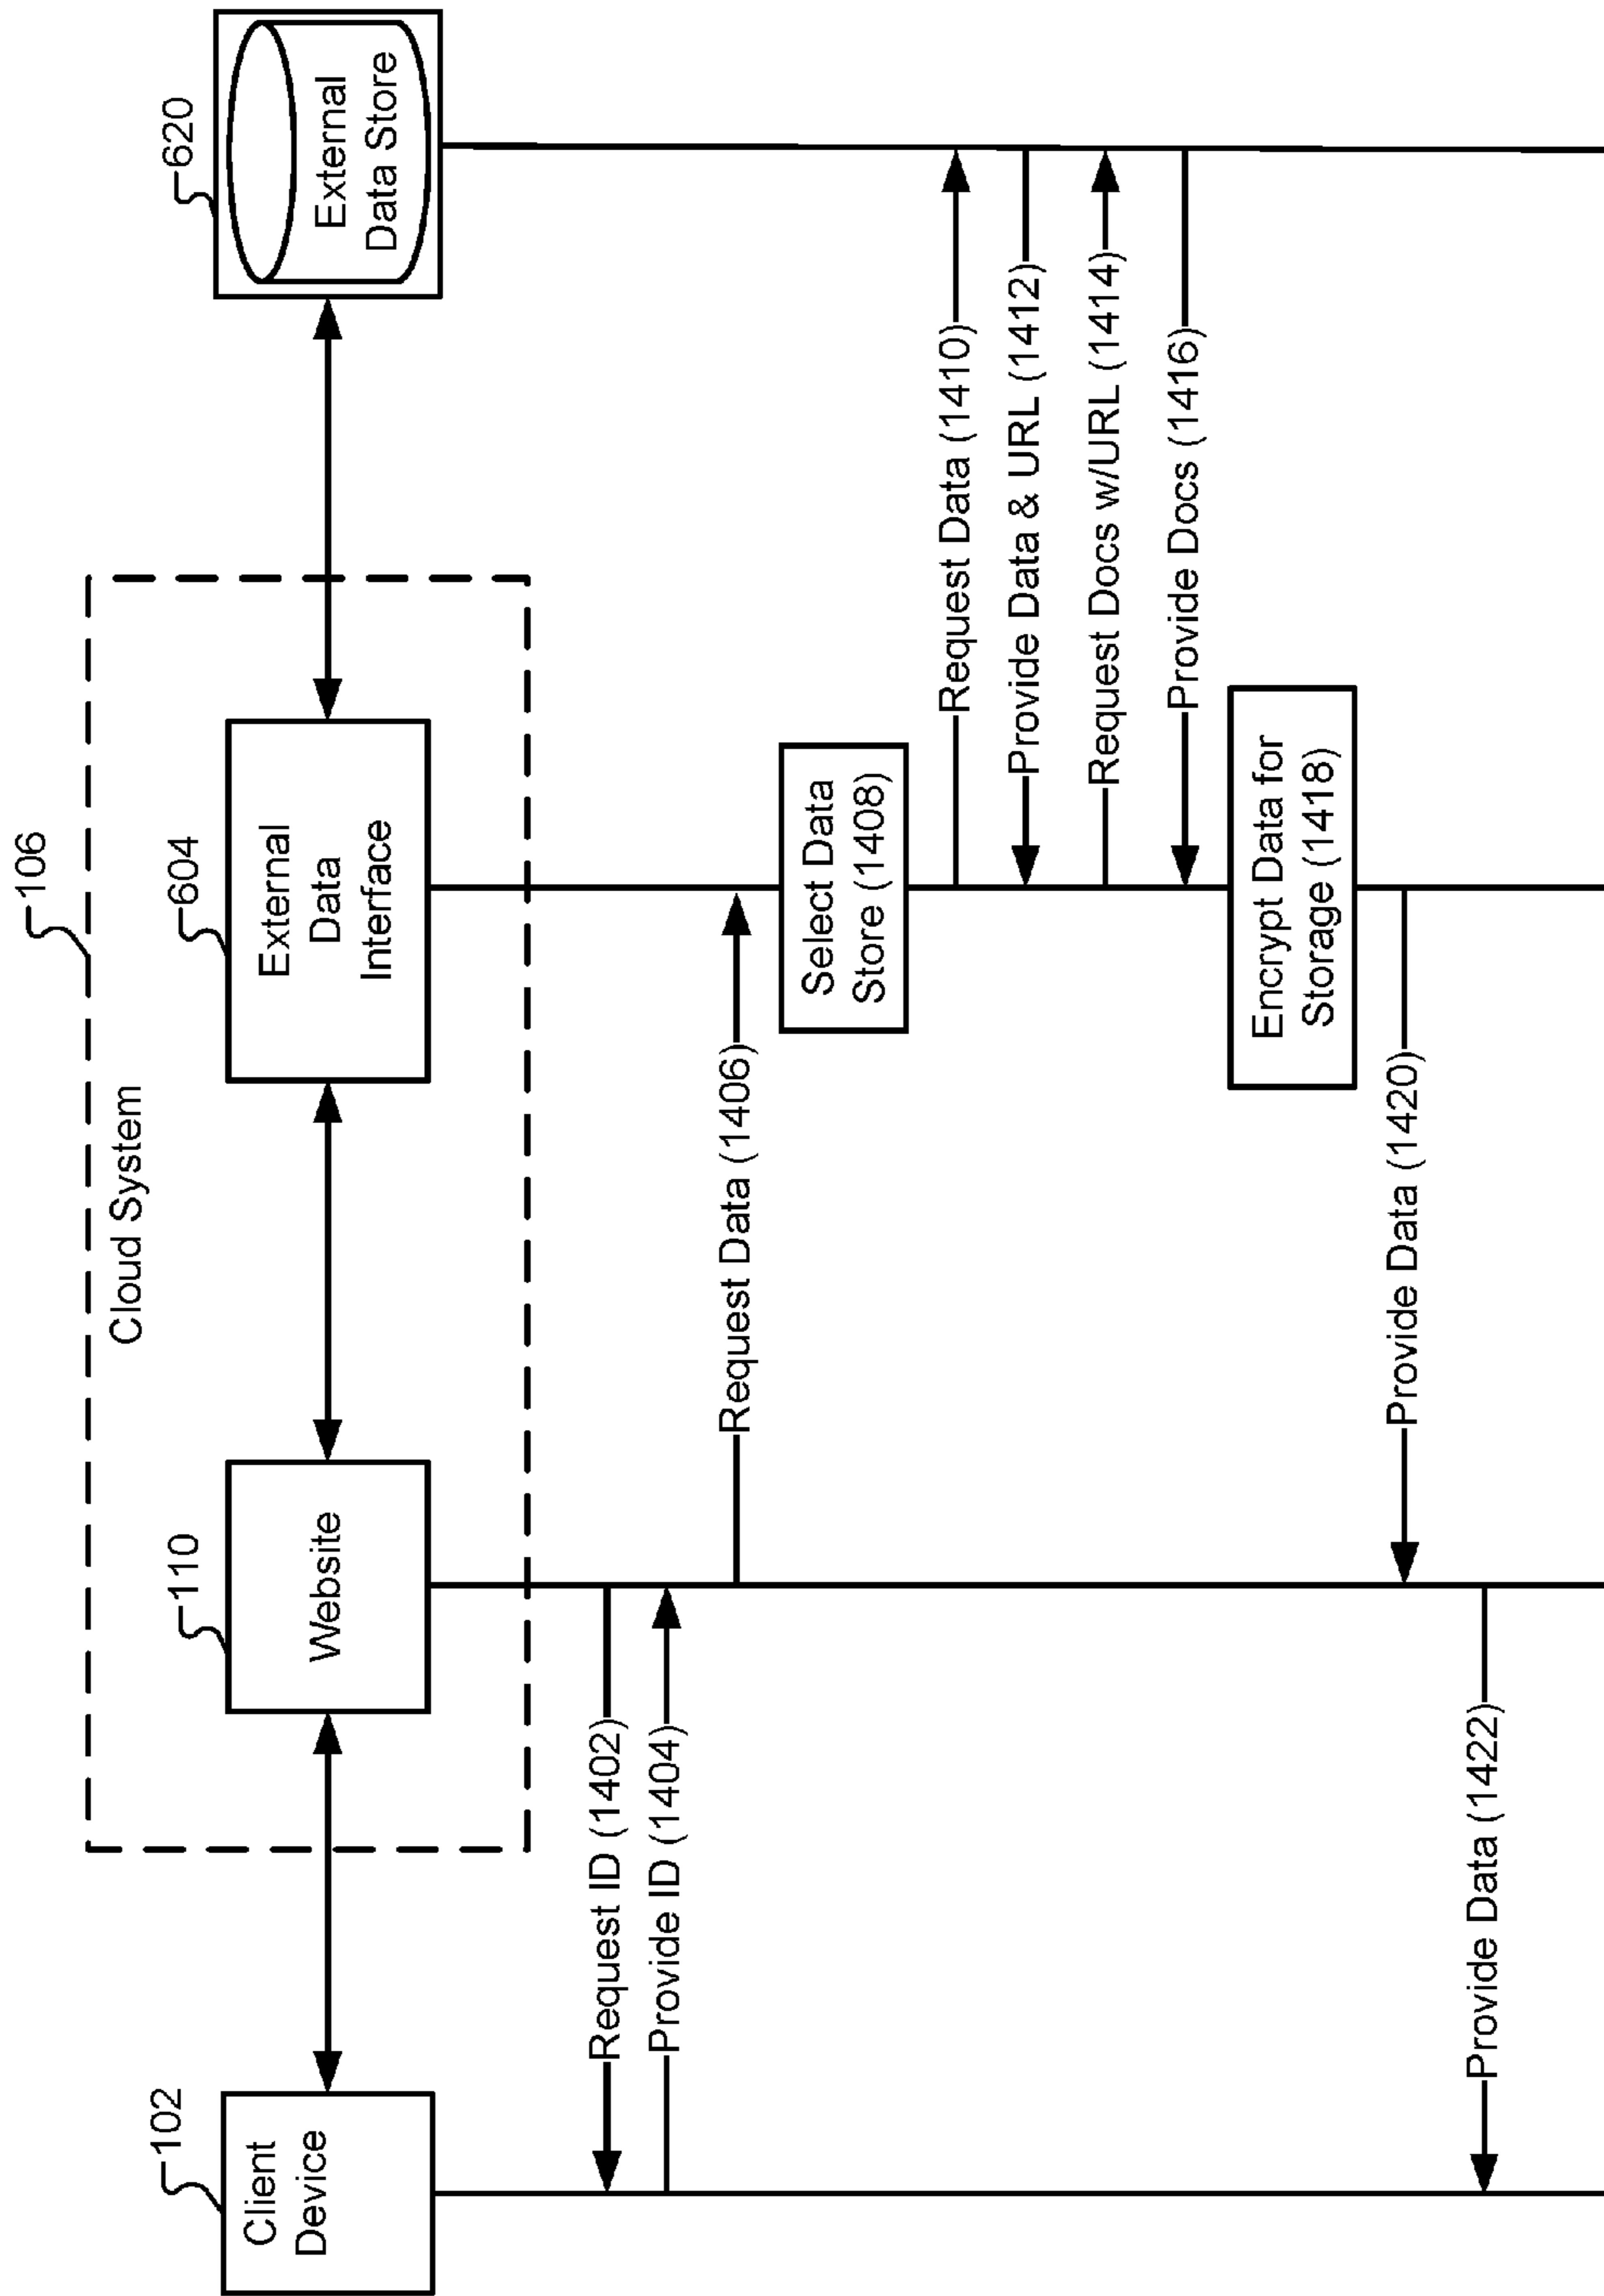 106
Cloud System
102
Client
Device
110
Website
604
External
Data
Interface
620
External
Data Store
Request ID (1402)
Provide ID (1404)
Request Data (1406)
Select Data
Store (1408)
Request Data (1410)
Provide Data & URL (1412)
Request Docs w/URL (1414)
Provide Docs (1416)
Encrypt Data for
Storage (1418)
Provide Data (1420)
Provide Data (1422)